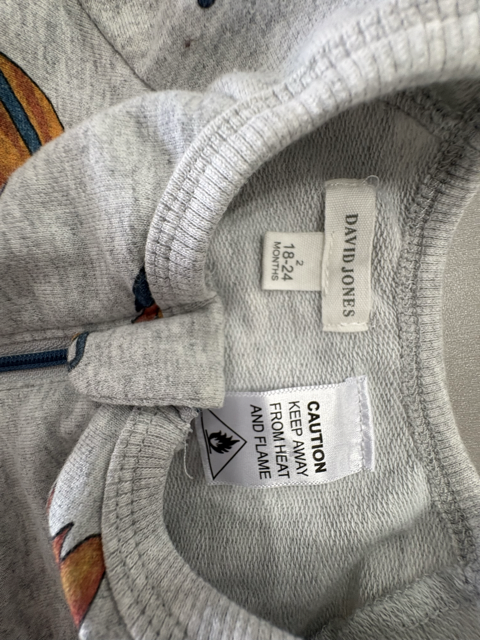 DAVID JONES
2
18-24
MONTHS
CAUTION
KEEP AWAY
FROM HEAT
AND FLAME